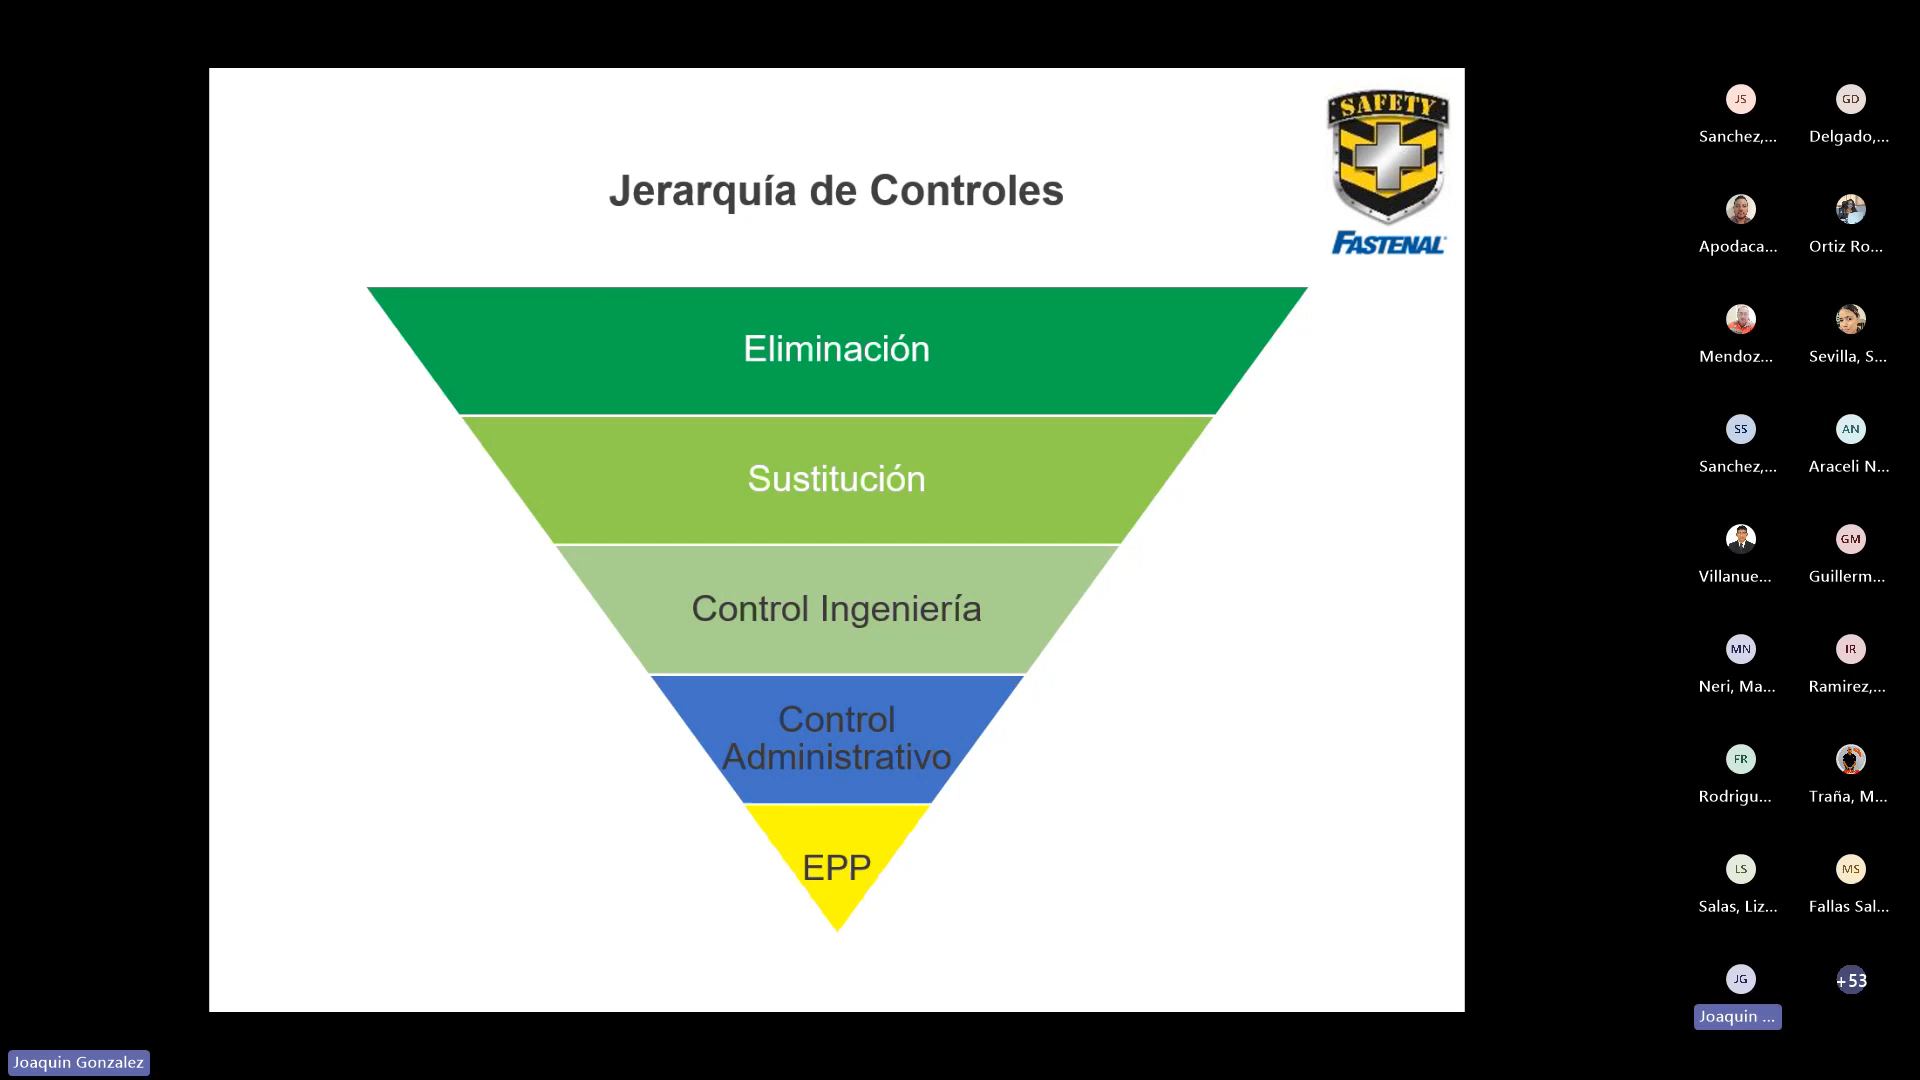 SAFETY
FASTENAL
Jerarquía de Controles
Eliminación
Sustitución
Control Ingeniería
Control
Administrativo
EPP
JS
Sanchez,...
GD
Delgado,...
Apodaca...
Ortiz Ro...
Mendoz...
Sevilla, S...
SS
Sanchez,...
AN
Araceli N...
Villanue...
GM
Guillerm...
MN
Neri, Ma...
IR
Ramirez,...
FR
Rodrigu...
Traña, M...
LS
Salas, Liz...
MS
Fallas Sal...
JG
Joaquin ...
+53
Joaquin Gonzalez